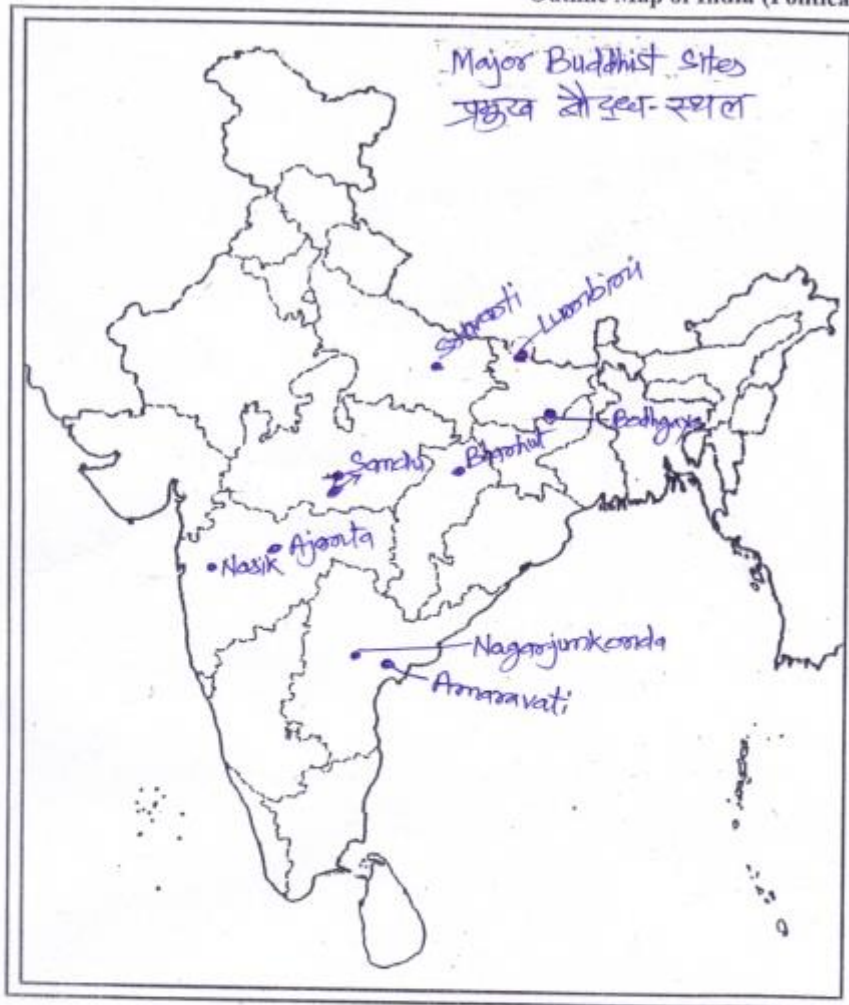 Outline Map of India (Politica
Major Buddhist Sites
प्रमुख बौद्ध-स्थल
Sravasti
Lumbini
Bodhgaya
Bharhut
Sanchi
Ajanta
Nasik
Nagarjunkonda
Amaravati